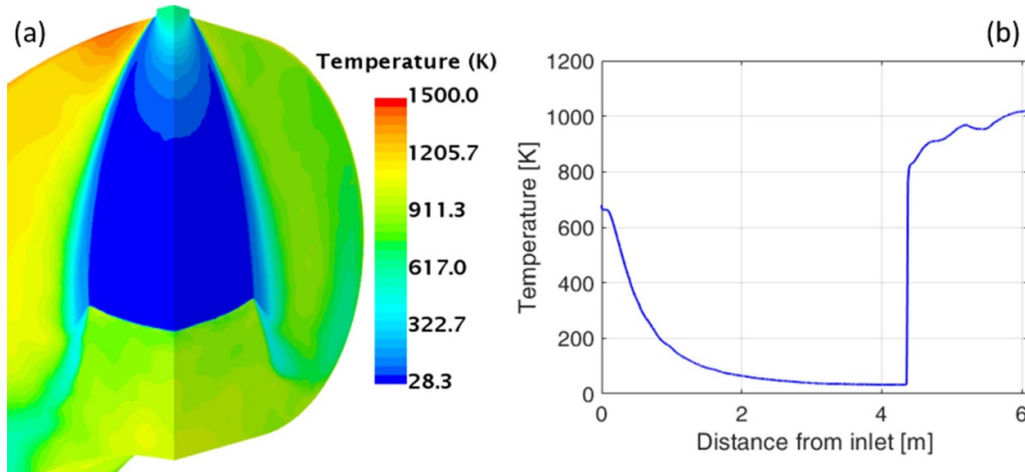 (a)
Temperature (K)
1500.0
1205.7
911.3
617.0
322.7
28.3
(b)
1200
1000
800
600
400
200
0
Temperature [K]
0 2 4 6
Distance from inlet [m]